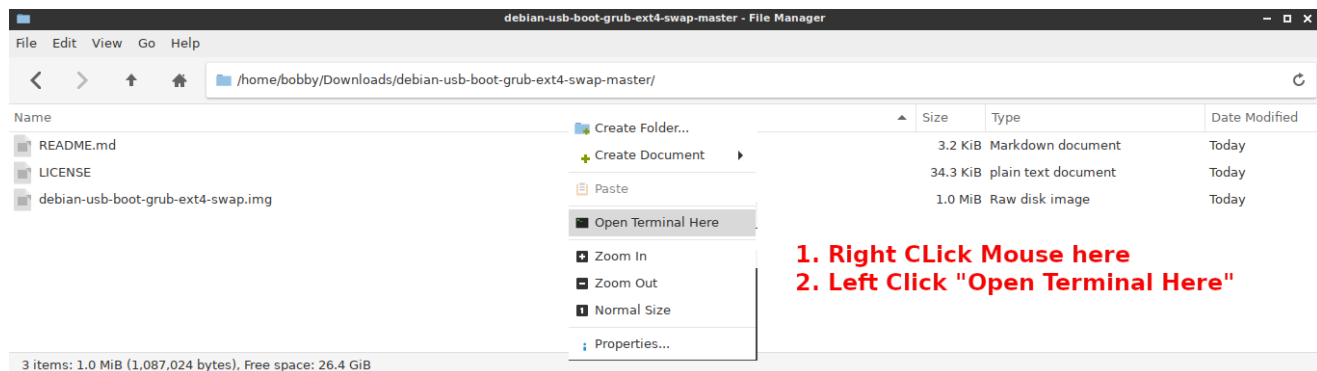 debian-usb-boot-grub-ext4-swap-master - File Manager
File Edit View Go Help
/home/bobby/Downloads/debian-usb-boot-grub-ext4-swap-master/
Name Size Type Date Modified
README.md 3.2 KiB Markdown document Today
LICENSE 34.3 KiB plain text document Today
debian-usb-boot-grub-ext4-swap.img 1.0 MiB Raw disk image Today
Create Folder...
Create Document
Paste
Open Terminal Here
Zoom In
Zoom Out
Normal Size
Properties...
1. Right CLick Mouse here
2. Left Click "Open Terminal Here"
3 items: 1.0 MiB (1,087,024 bytes), Free space: 26.4 GiB